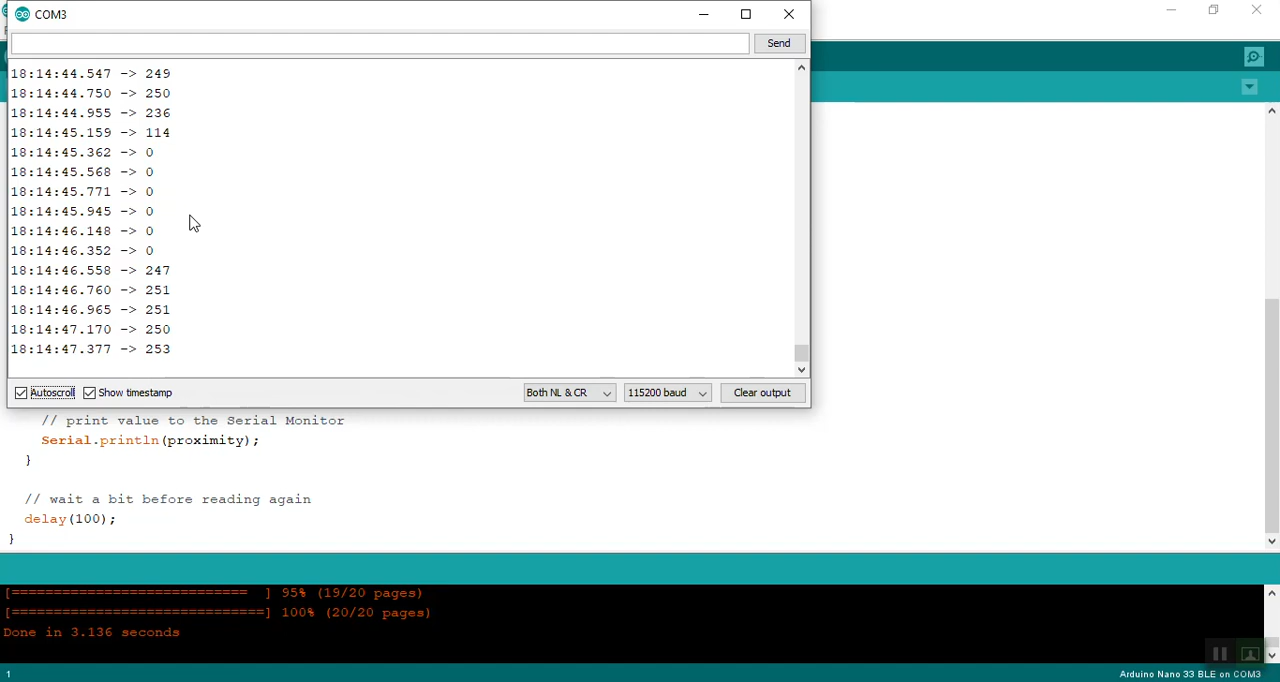 COM3
Send
18:14:44.547 -> 249
18:14:44.750 -> 250
18:14:44.955 -> 236
18:14:45.159 -> 114
18:14:45.362 -> 0
18:14:45.568 -> 0
18:14:45.771 -> 0
18:14:45.945 -> 0
18:14:46.148 -> 0
18:14:46.352 -> 0
18:14:46.558 -> 247
18:14:46.760 -> 251
18:14:46.965 -> 251
18:14:47.170 -> 250
18:14:47.377 -> 253
Autoscroll Show timestamp Both NL & CR 115200 baud Clear output
// print value to the Serial Monitor
Serial.println(proximity);
}
// wait a bit before reading again
delay(100);
}
[============================ ] 95% (19/20 pages)
[==============================] 100% (20/20 pages)
Done in 3.136 seconds
1 Arduino Nano 33 BLE on COM3